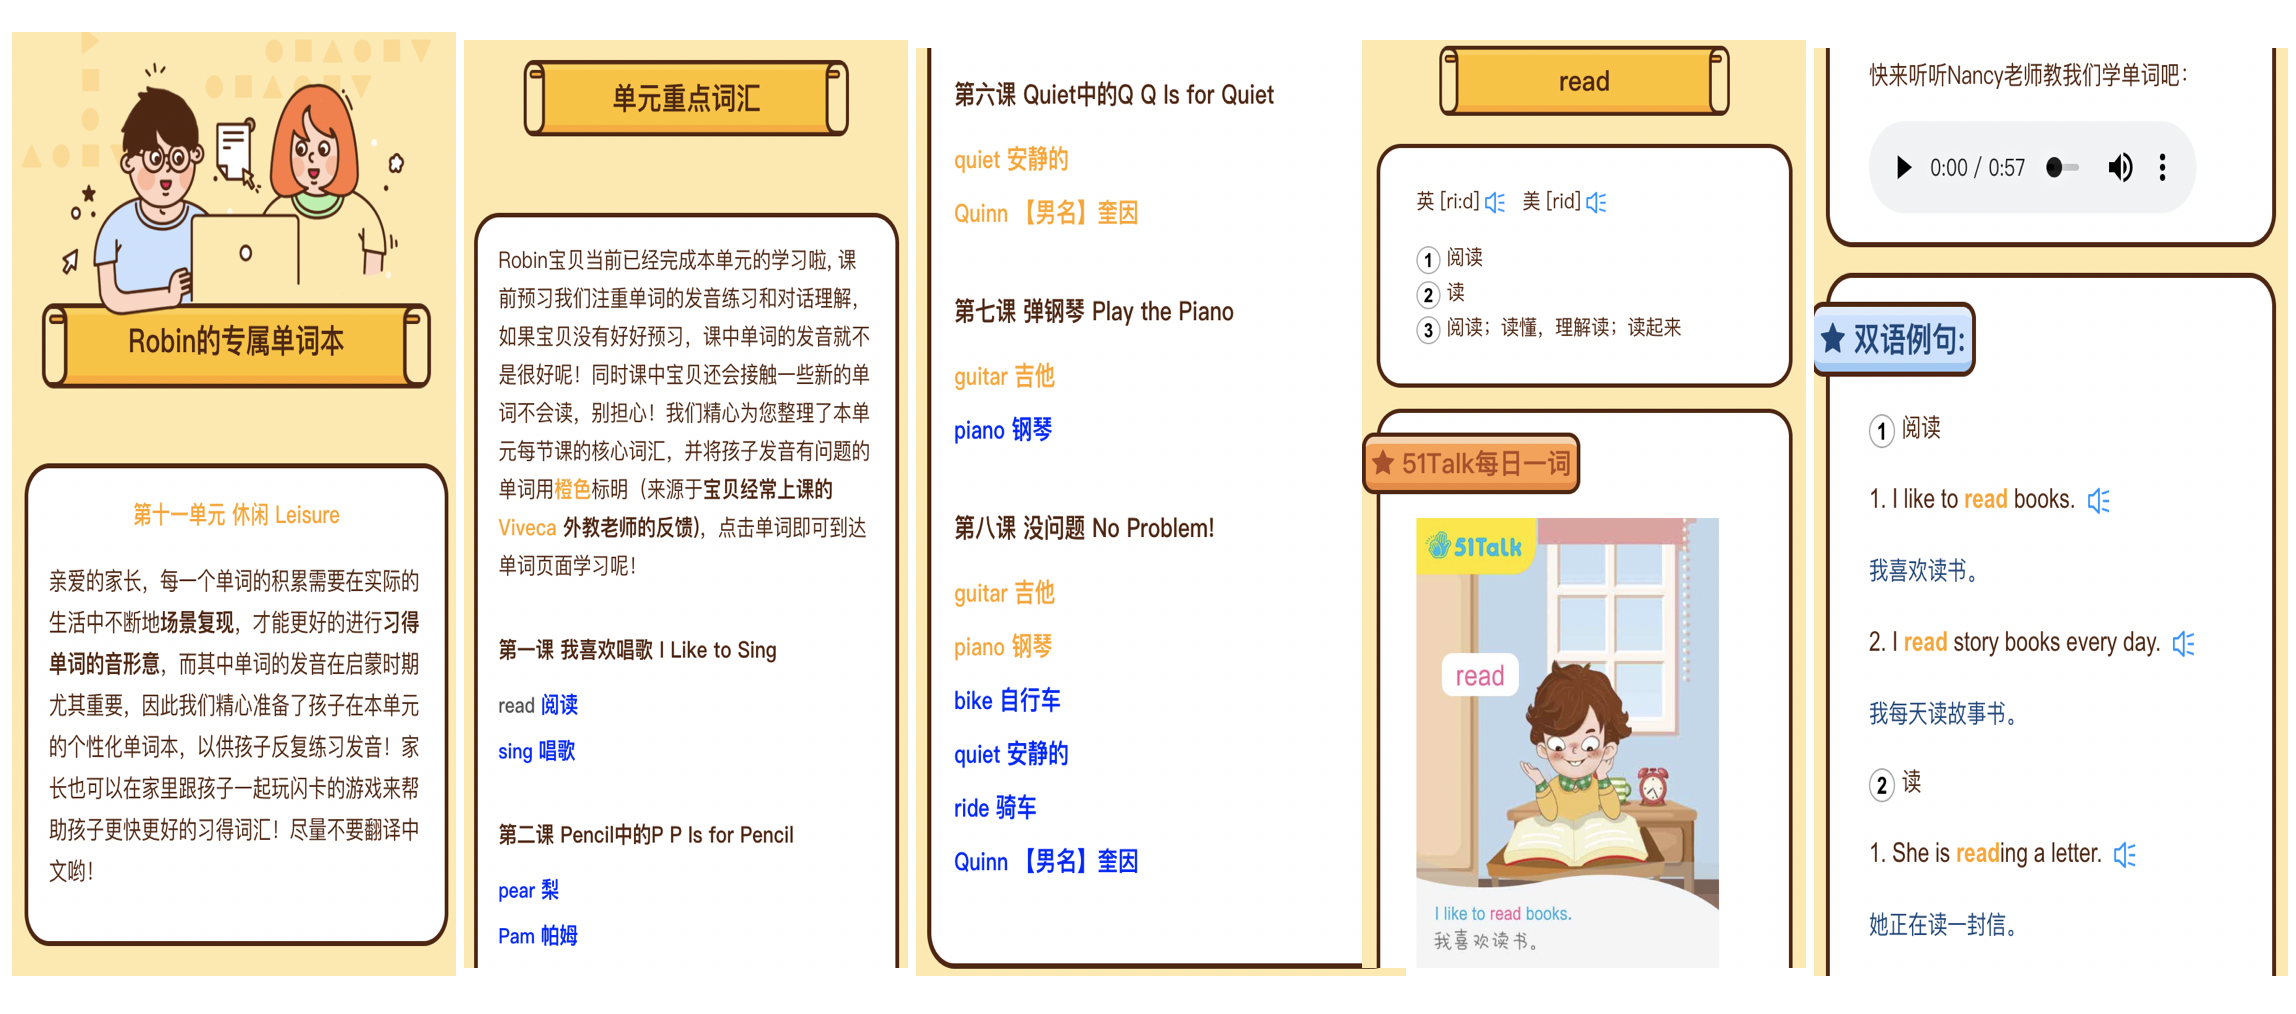 Robin的专属单词本
第十一单元 休闲 Leisure
亲爱的家长，每一个单词的积累需要在实际的
生活中不断地场景复现，才能更好的进行习得
单词的音形意，而其中单词的发音在启蒙时期
尤其重要，因此我们精心准备了孩子在本单元
的个性化单词本，以供孩子反复练习发音！家
长也可以在家里跟孩子一起玩闪卡的游戏来帮
助孩子更快更好的习得词汇！尽量不要翻译中
文哟！
单元重点词汇
Robin宝贝当前已经完成本单元的学习啦, 课
前预习我们注重单词的发音练习和对话理解，
如果宝贝没有好好预习，课中单词的发音就不
是很好呢！同时课中宝贝还会接触一些新的单
词不会读，别担心！我们精心为您整理了本单
元每节课的核心词汇，并将孩子发音有问题的
单词用橙色标明（来源于宝贝经常上课的
Viveca 外教老师的反馈)，点击单词即可到达
单词页面学习呢！
第一课 我喜欢唱歌 I Like to Sing
read 阅读
sing 唱歌
第二课 Pencil中的P P Is for Pencil
pear 梨
Pam 帕姆
第六课 Quiet中的Q Q Is for Quiet
quiet 安静的
Quinn 【男名】奎因
第七课 弹钢琴 Play the Piano
guitar 吉他
piano 钢琴
第八课 没问题 No Problem!
guitar 吉他
piano 钢琴
bike 自行车
quiet 安静的
ride 骑车
Quinn 【男名】奎因
read
英 [ri:d] 美 [rid]
1 阅读
2 读
3 阅读；读懂，理解读；读起来
51Talk每日一词
51Talk
read
I like to read books.
我喜欢读书。
快来听听Nancy老师教我们学单词吧：
0:00 / 0:57
双语例句:
1 阅读
1. I like to read books.
我喜欢读书。
2. I read story books every day.
我每天读故事书。
2 读
1. She is reading a letter.
她正在读一封信。